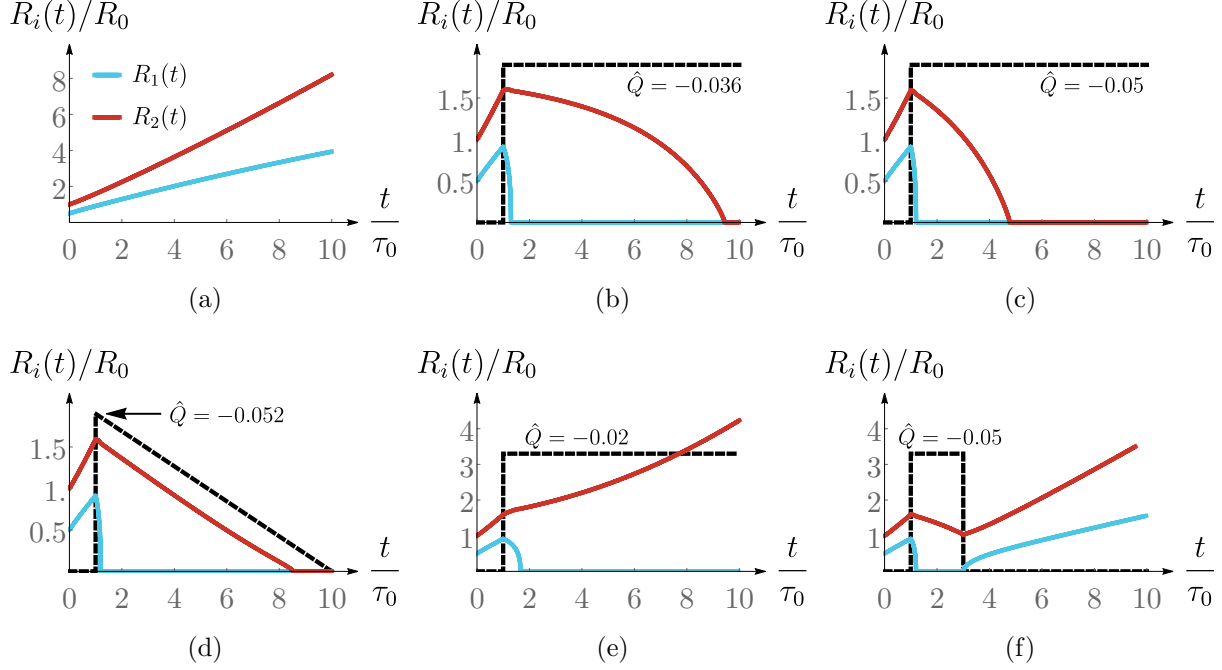 R_i(t)/R_0
8
6
4
2
0 2 4 6 8 10
t/τ_0
R_1(t)
R_2(t)
(a)
R_i(t)/R_0
1.5
1.
0.5
0 2 4 6 8 10
t/τ_0
Q̂ = −0.036
(b)
R_i(t)/R_0
1.5
1.
0.5
0 2 4 6 8 10
t/τ_0
Q̂ = −0.05
(c)
R_i(t)/R_0
1.5
1.
0.5
0 2 4 6 8 10
t/τ_0
Q̂ = −0.052
(d)
R_i(t)/R_0
4
3
2
1
0 2 4 6 8 10
t/τ_0
Q̂ = −0.02
(e)
R_i(t)/R_0
4
3
2
1
0 2 4 6 8 10
t/τ_0
Q̂ = −0.05
(f)